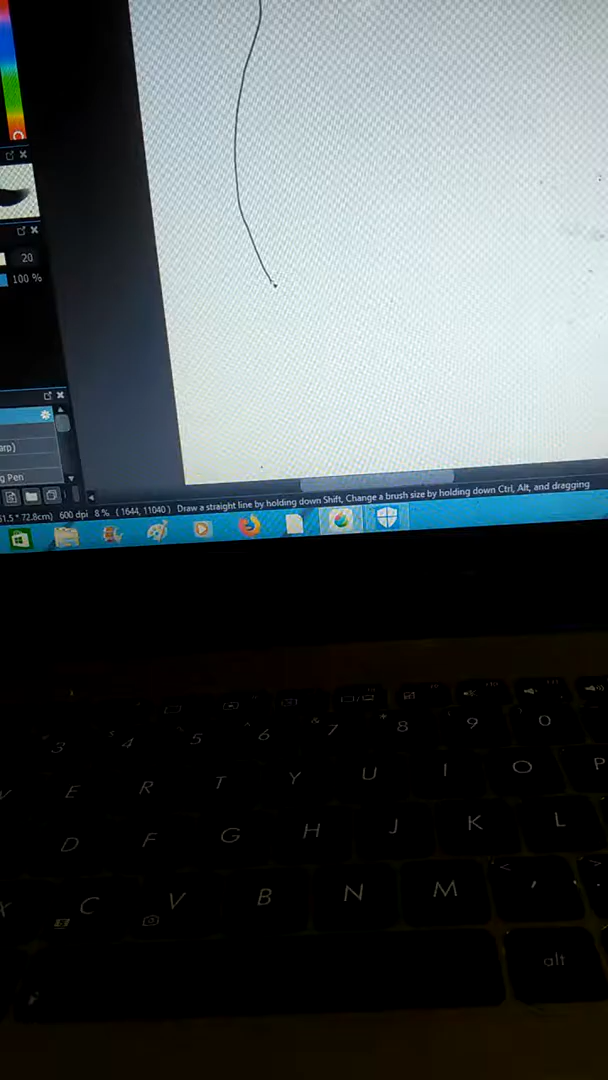 20
100 %
arp)
g Pen
61.5 * 72.8cm) 600 dpi 8 % ( 1644, 11040 ) Draw a straight line by holding down Shift, Change a brush size by holding down Ctrl, Alt, and dragging
3 $ 4 5 ^ 6 & 7 * 8 9 0
E R T Y U I O P
D F G H J K L
X C V B N M < ,
alt